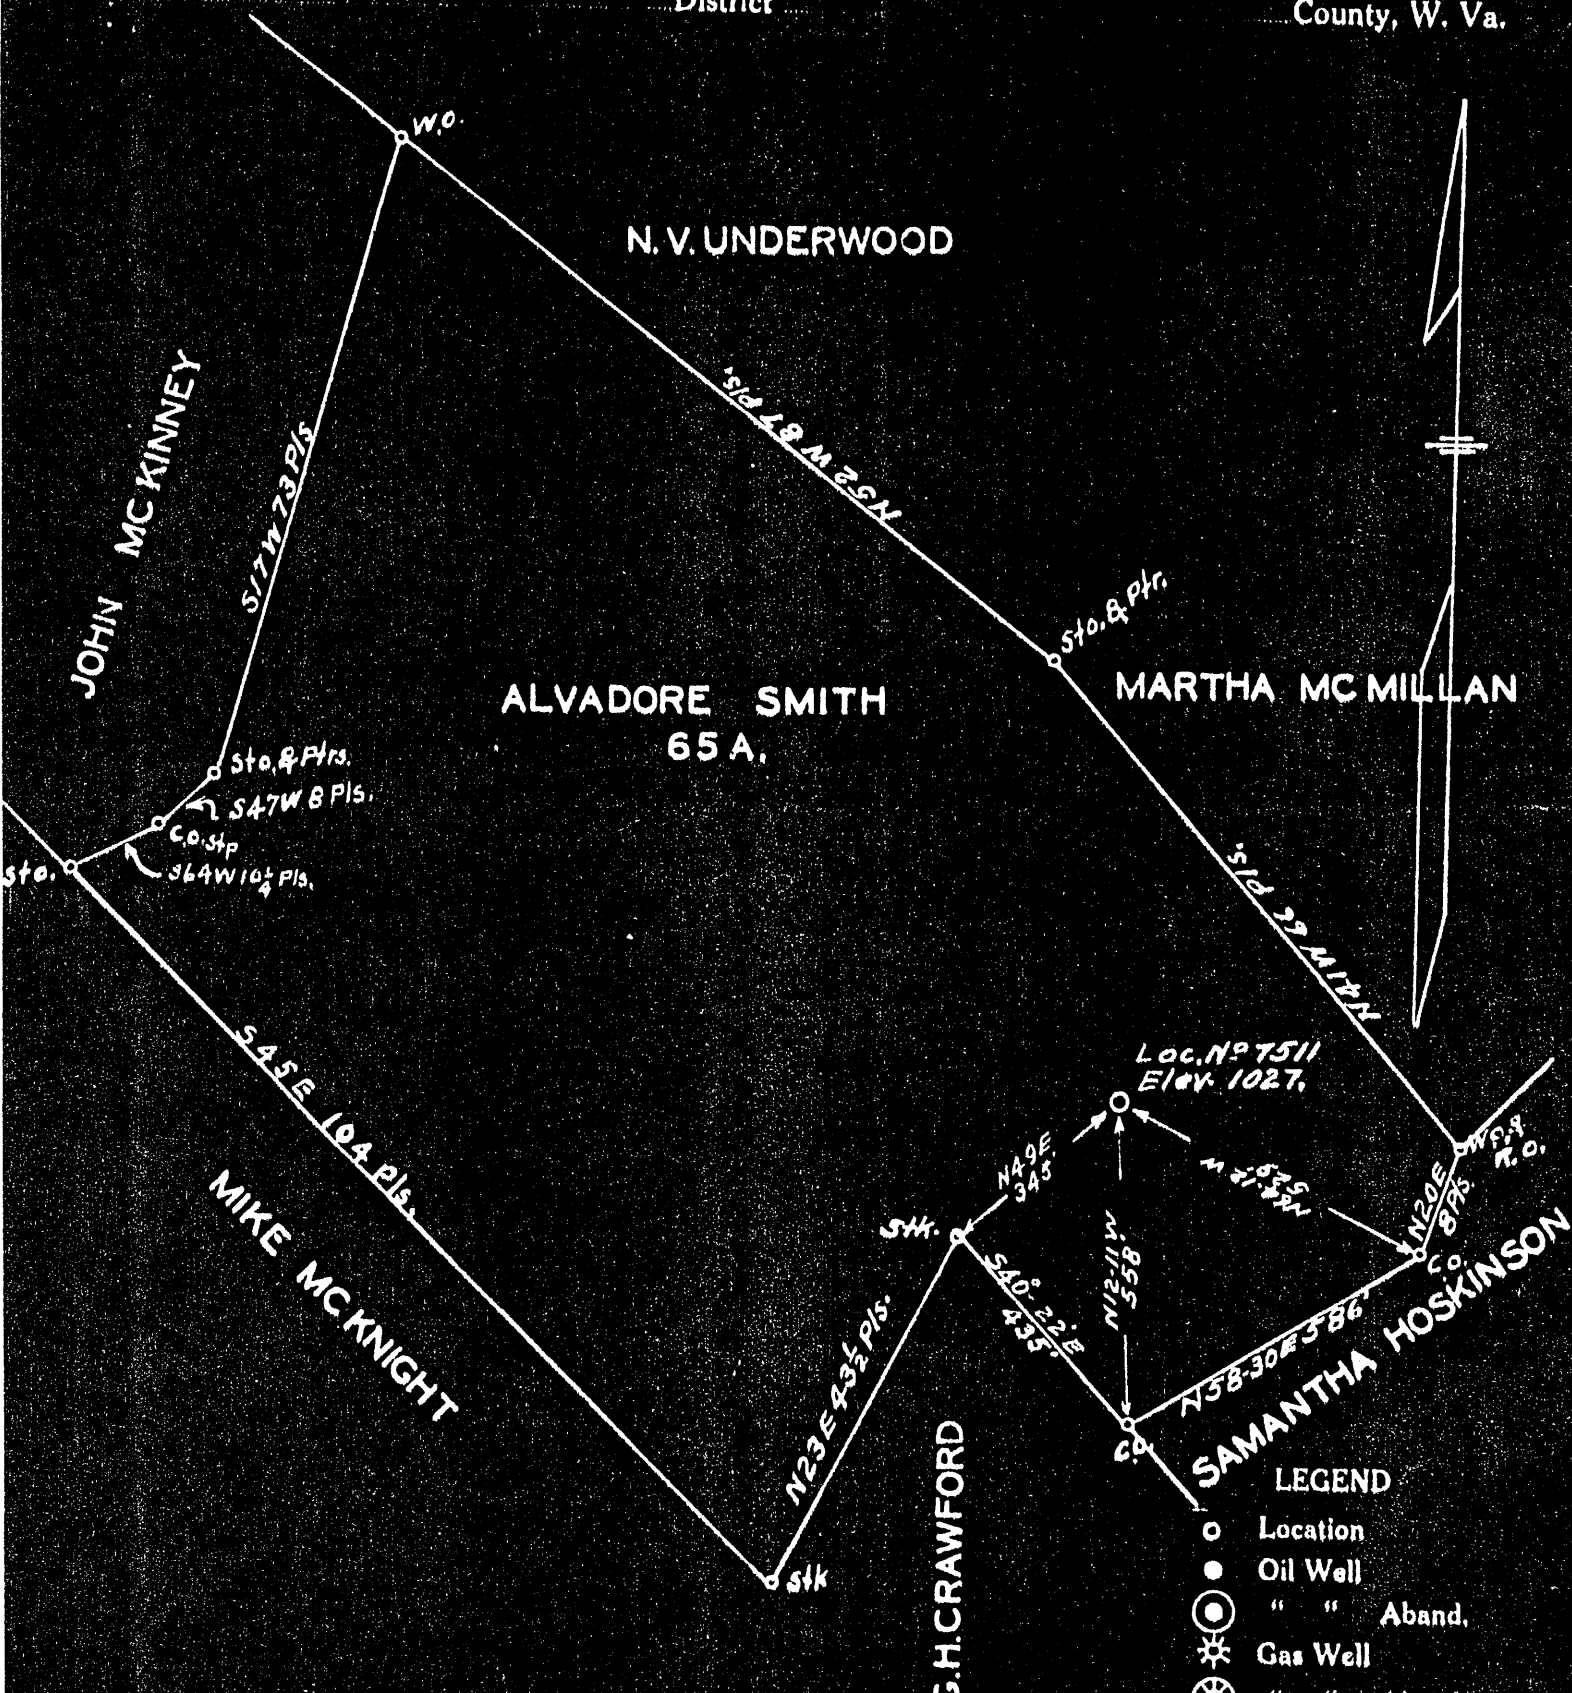 District
County, W. Va.
W.O.
N. V. UNDERWOOD
JOHN MC KINNEY
S17W 73 Pls
N52W 87 Pls.
Sto. & Ptr.
MARTHA MC MILLAN
ALVADORE SMITH
65 A.
Sto. & Ptrs.
S47W 8 Pls.
C.O. Stp
S64W 10¼ Pls.
Sto.
N41W 66 Pls.
S45E 104 Pls.
MIKE MC KNIGHT
Loc. No 7511
Elev. 1027.
N49E.
345'
N12-11W.
558'
529'
W.O. &
R.O.
N20E
8 Pls.
C.O.
Stk.
S40°-22'E
435'
N58-30E 586'
SAMANTHA HOSKINSON
C.O.
N23E 43½ Pls.
Stk
G.H. CRAWFORD
LEGEND
Location
Oil Well
" " Aband.
Gas Well